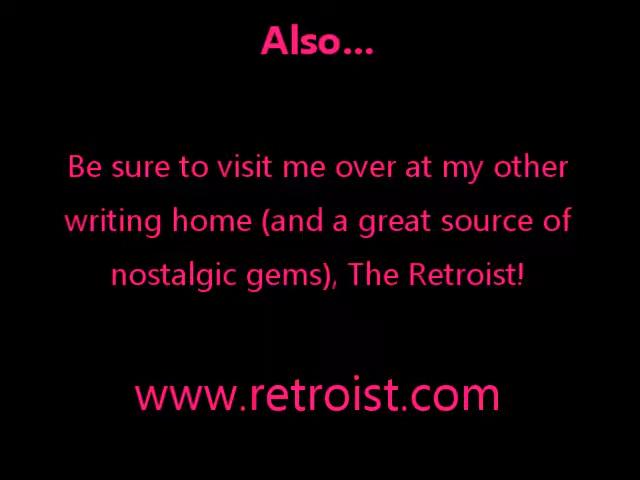 Also...
Be sure to visit me over at my other
writing home (and a great source of
nostalgic gems), The Retroist!
www.retroist.com